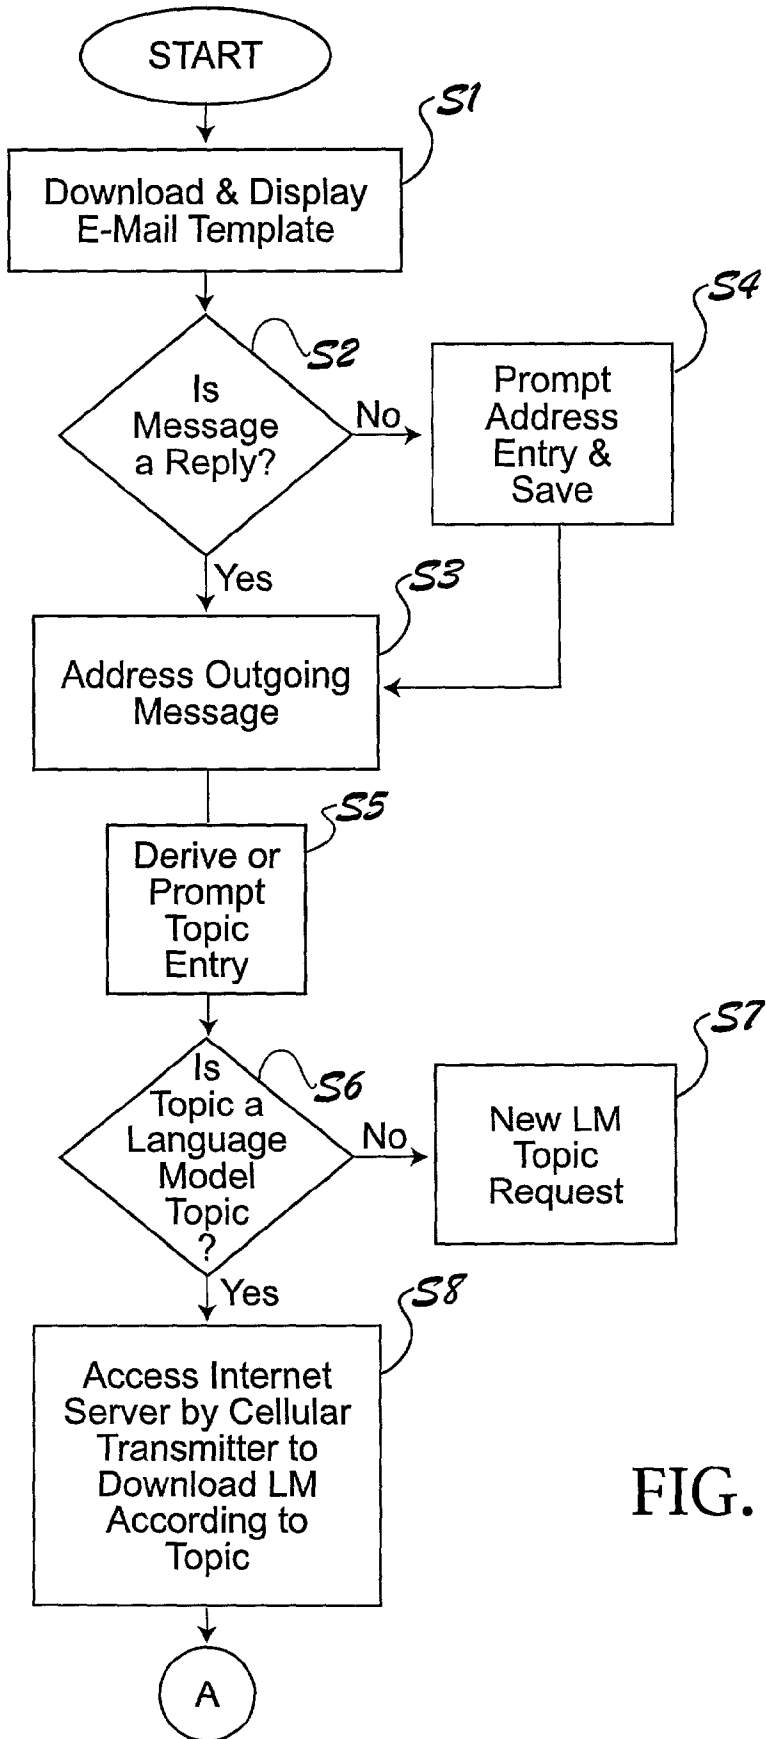 START
S1
Download & Display
E-Mail Template
S2
Is
Message
a Reply?
No
S4
Prompt
Address
Entry &
Save
Yes
S3
Address Outgoing
Message
S5
Derive or
Prompt
Topic
Entry
S6
Is
Topic a
Language
Model
Topic
?
No
S7
New LM
Topic
Request
Yes
S8
Access Internet
Server by Cellular
Transmitter to
Download LM
According to
Topic
FIG.
A